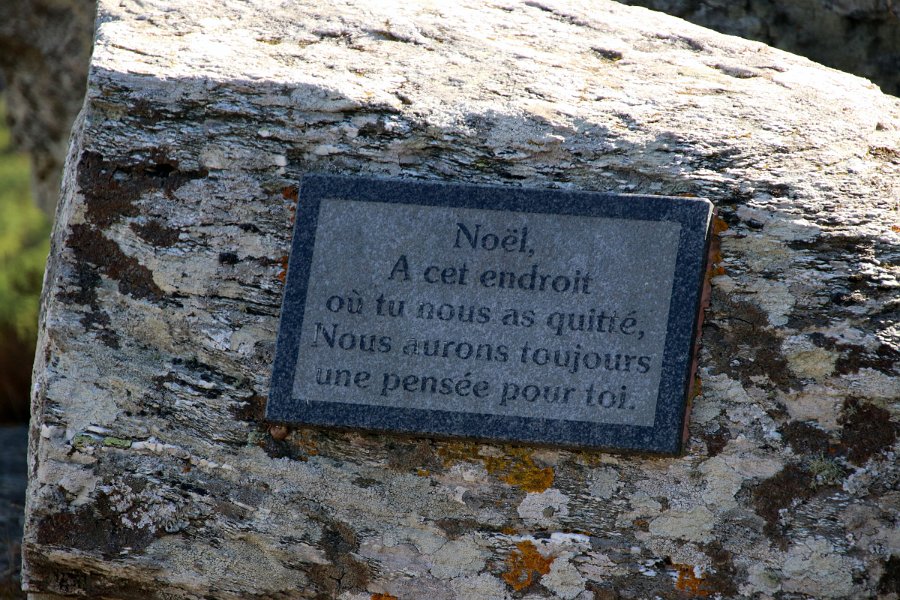 Noël,
A cet endroit
où tu nous as quitté,
Nous aurons toujours
une pensée pour toi.